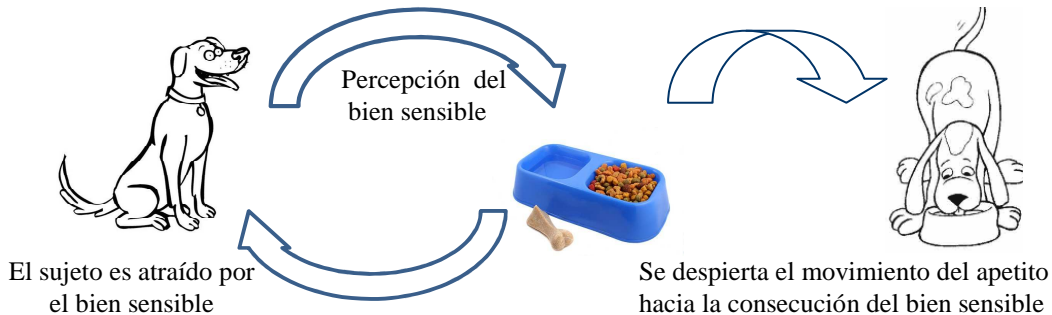 Percepción del
bien sensible
El sujeto es atraído por
el bien sensible
Se despierta el movimiento del apetito
hacia la consecución del bien sensible